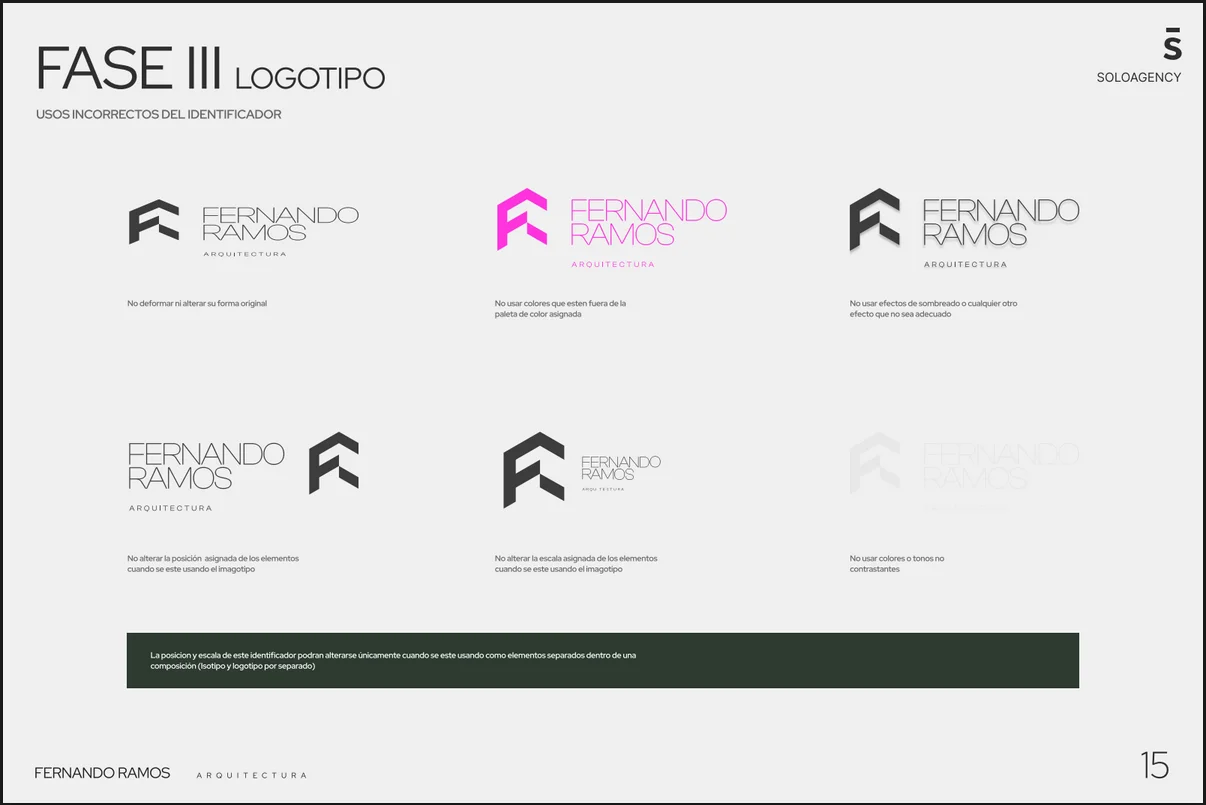 FASE III LOGOTIPO
USOS INCORRECTOS DEL IDENTIFICADOR
S
SOLOAGENCY
FERNANDO
RAMOS
ARQUITECTURA
No deformar ni alterar su forma original
FERNANDO
RAMOS
ARQUITECTURA
No usar colores que esten fuera de la
paleta de color asignada
FERNANDO
RAMOS
ARQUITECTURA
No usar efectos de sombreado o cualquier otro
efecto que no sea adecuado
FERNANDO
RAMOS
ARQUITECTURA
No alterar la posición asignada de los elementos
cuando se este usando el imagotipo
FERNANDO
RAMOS
ARQUITECTURA
No alterar la escala asignada de los elementos
cuando se este usando el imagotipo
FERNANDO
RAMOS
No usar colores o tonos no
contrastantes
La posicion y escala de este identificador podran alterarse únicamente cuando se este usando como elementos separados dentro de una
composición (Isotipo y logotipo por separado)
FERNANDO RAMOS ARQUITECTURA
15